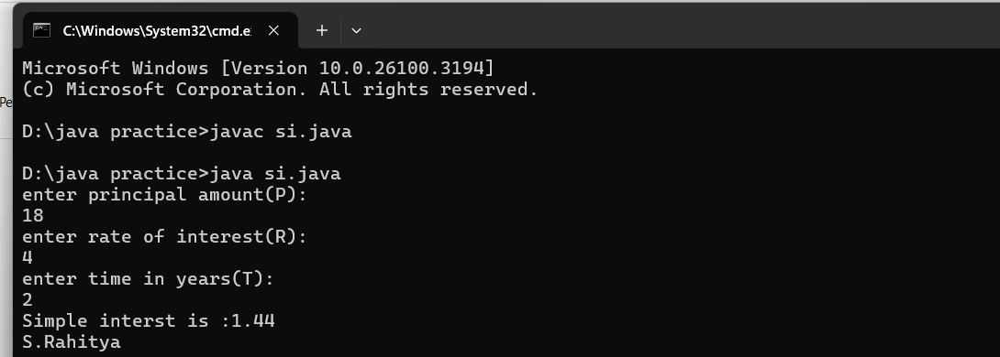 Pe
C:\Windows\System32\cmd.e
Microsoft Windows [Version 10.0.26100.3194]
(c) Microsoft Corporation. All rights reserved.
D:\java practice>javac si.java
D:\java practice>java si.java
enter principal amount(P):
18
enter rate of interest(R):
4
enter time in years(T):
2
Simple interst is :1.44
S.Rahitya